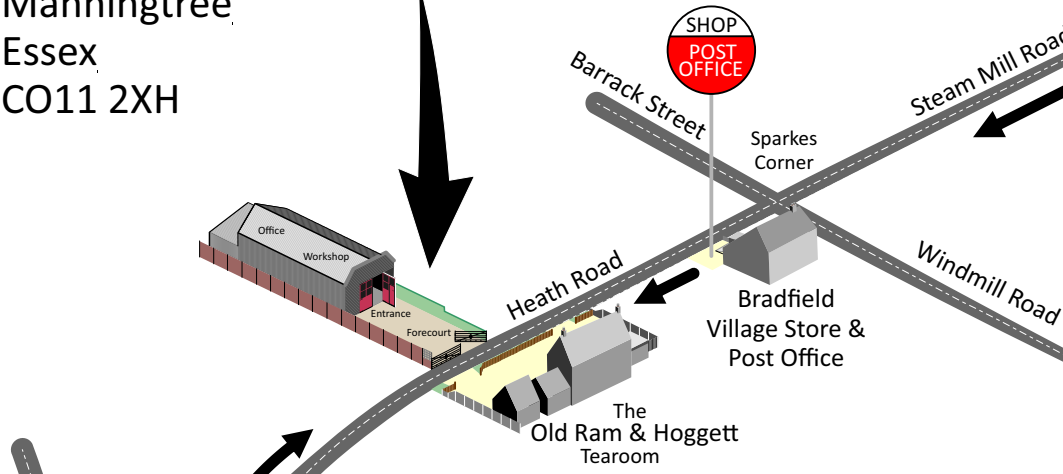 Manningtree
Essex
CO11 2XH
SHOP
POST
OFFICE
Barrack Street
Steam Mill Road
Sparkes
Corner
Office
Workshop
Entrance
Forecourt
Heath Road
Windmill Road
Bradfield
Village Store &
Post Office
The
Old Ram & Hoggett
Tearoom